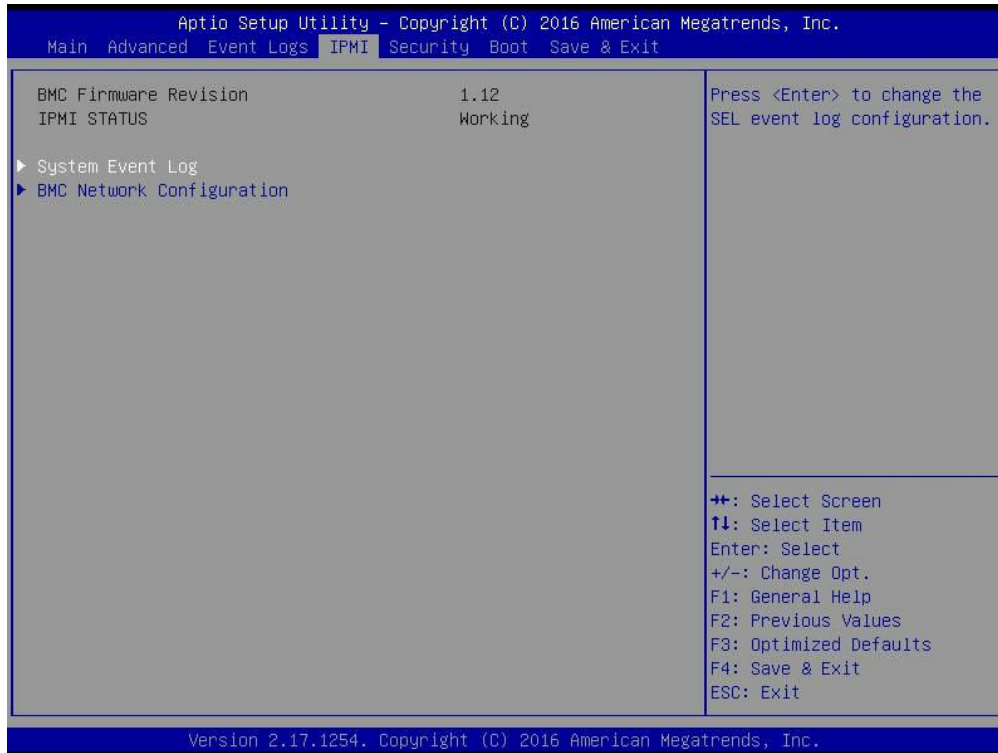 Aptio Setup Utility - Copyright (C) 2016 American Megatrends, Inc.
Main Advanced Event Logs IPMI Security Boot Save & Exit
BMC Firmware Revision 1.12
IPMI STATUS Working
System Event Log
BMC Network Configuration
Press <Enter> to change the
SEL event log configuration.
→←: Select Screen
↑↓: Select Item
Enter: Select
+/-: Change Opt.
F1: General Help
F2: Previous Values
F3: Optimized Defaults
F4: Save & Exit
ESC: Exit
Version 2.17.1254. Copyright (C) 2016 American Megatrends, Inc.